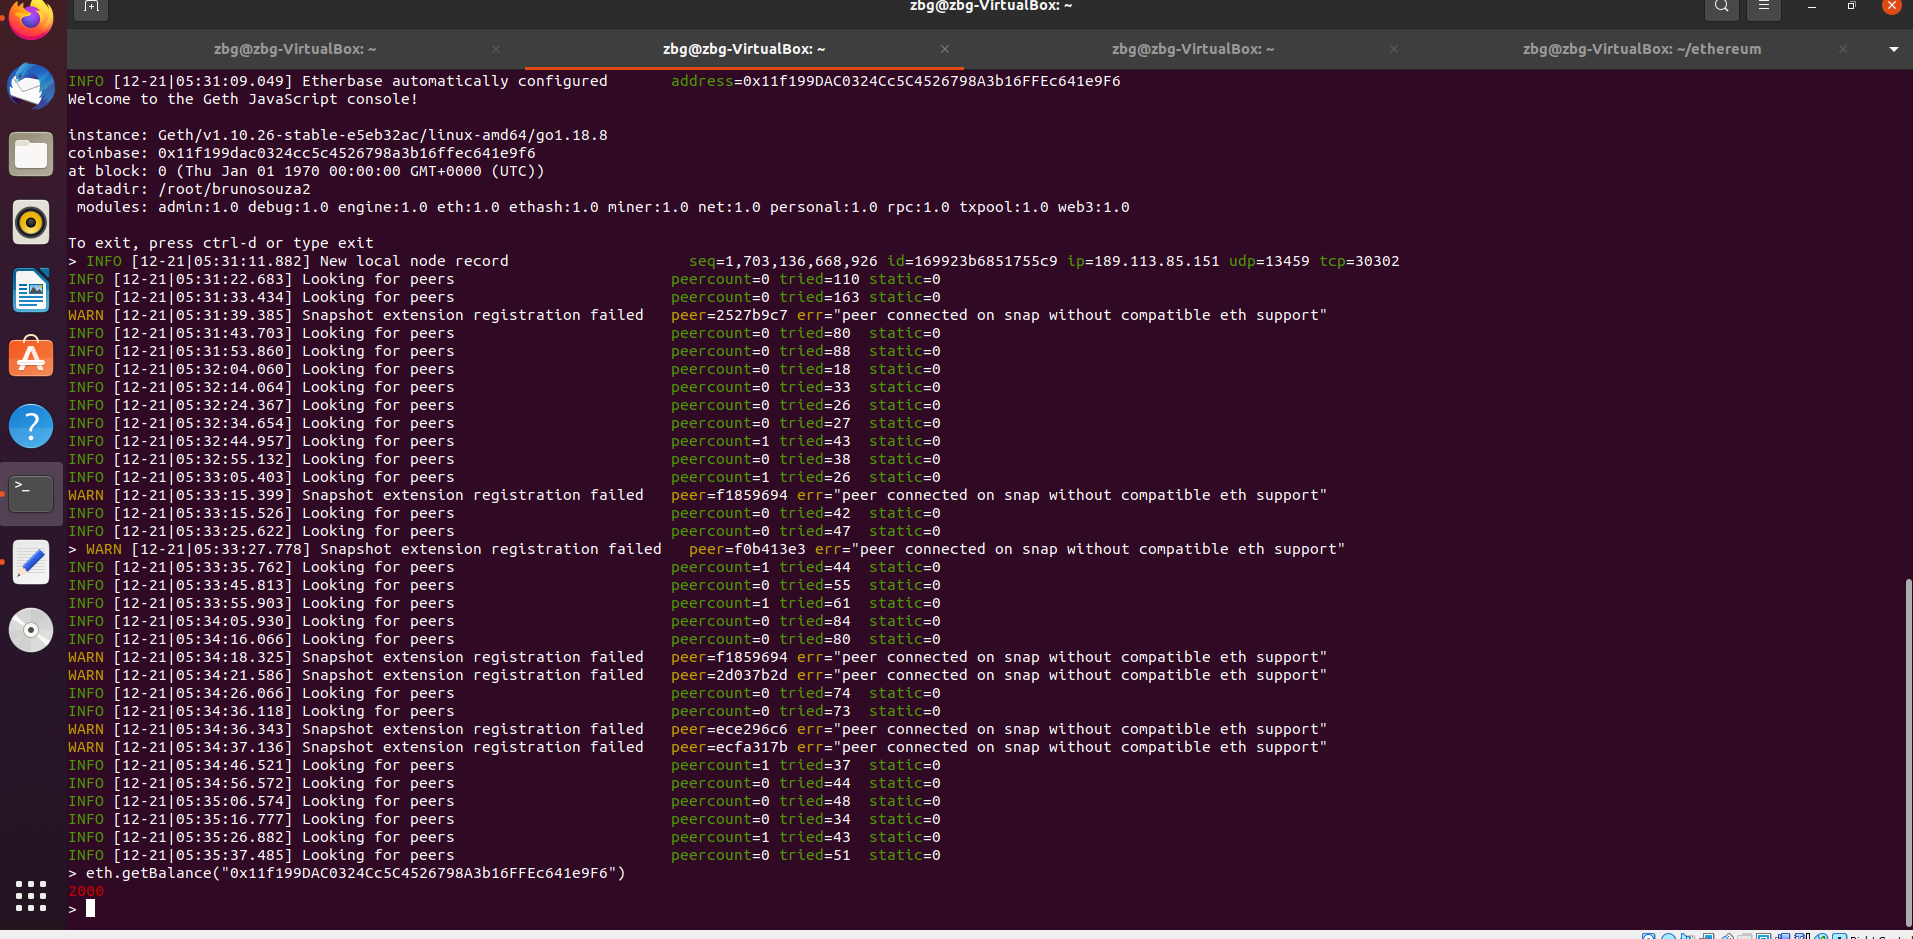 zbg@zbg-VirtualBox: ~
zbg@zbg-VirtualBox: ~
zbg@zbg-VirtualBox: ~
zbg@zbg-VirtualBox: ~
zbg@zbg-VirtualBox: ~/ethereum
INFO [12-21|05:31:09.049] Etherbase automatically configured address=0x11f199DAC0324Cc5C4526798A3b16FFEc641e9F6
Welcome to the Geth JavaScript console!
instance: Geth/v1.10.26-stable-e5eb32ac/linux-amd64/go1.18.8
coinbase: 0x11f199dac0324cc5c4526798a3b16ffec641e9f6
at block: 0 (Thu Jan 01 1970 00:00:00 GMT+0000 (UTC))
datadir: /root/brunosouza2
modules: admin:1.0 debug:1.0 engine:1.0 eth:1.0 ethash:1.0 miner:1.0 net:1.0 personal:1.0 rpc:1.0 txpool:1.0 web3:1.0
To exit, press ctrl-d or type exit
> INFO [12-21|05:31:11.882] New local node record seq=1,703,136,668,926 id=169923b6851755c9 ip=189.113.85.151 udp=13459 tcp=30302
INFO [12-21|05:31:22.683] Looking for peers peercount=0 tried=110 static=0
INFO [12-21|05:31:33.434] Looking for peers peercount=0 tried=163 static=0
WARN [12-21|05:31:39.385] Snapshot extension registration failed peer=2527b9c7 err="peer connected on snap without compatible eth support"
INFO [12-21|05:31:43.703] Looking for peers peercount=0 tried=80 static=0
INFO [12-21|05:31:53.860] Looking for peers peercount=0 tried=88 static=0
INFO [12-21|05:32:04.060] Looking for peers peercount=0 tried=18 static=0
INFO [12-21|05:32:14.064] Looking for peers peercount=0 tried=33 static=0
INFO [12-21|05:32:24.367] Looking for peers peercount=0 tried=26 static=0
INFO [12-21|05:32:34.654] Looking for peers peercount=0 tried=27 static=0
INFO [12-21|05:32:44.957] Looking for peers peercount=1 tried=43 static=0
INFO [12-21|05:32:55.132] Looking for peers peercount=0 tried=38 static=0
INFO [12-21|05:33:05.403] Looking for peers peercount=1 tried=26 static=0
WARN [12-21|05:33:15.399] Snapshot extension registration failed peer=f1859694 err="peer connected on snap without compatible eth support"
INFO [12-21|05:33:15.526] Looking for peers peercount=0 tried=42 static=0
INFO [12-21|05:33:25.622] Looking for peers peercount=0 tried=47 static=0
> WARN [12-21|05:33:27.778] Snapshot extension registration failed peer=f0b413e3 err="peer connected on snap without compatible eth support"
INFO [12-21|05:33:35.762] Looking for peers peercount=1 tried=44 static=0
INFO [12-21|05:33:45.813] Looking for peers peercount=0 tried=55 static=0
INFO [12-21|05:33:55.903] Looking for peers peercount=1 tried=61 static=0
INFO [12-21|05:34:05.930] Looking for peers peercount=0 tried=84 static=0
INFO [12-21|05:34:16.066] Looking for peers peercount=0 tried=80 static=0
WARN [12-21|05:34:18.325] Snapshot extension registration failed peer=f1859694 err="peer connected on snap without compatible eth support"
WARN [12-21|05:34:21.586] Snapshot extension registration failed peer=2d037b2d err="peer connected on snap without compatible eth support"
INFO [12-21|05:34:26.066] Looking for peers peercount=0 tried=74 static=0
INFO [12-21|05:34:36.118] Looking for peers peercount=0 tried=73 static=0
WARN [12-21|05:34:36.343] Snapshot extension registration failed peer=ece296c6 err="peer connected on snap without compatible eth support"
WARN [12-21|05:34:37.136] Snapshot extension registration failed peer=ecfa317b err="peer connected on snap without compatible eth support"
INFO [12-21|05:34:46.521] Looking for peers peercount=1 tried=37 static=0
INFO [12-21|05:34:56.572] Looking for peers peercount=0 tried=44 static=0
INFO [12-21|05:35:06.574] Looking for peers peercount=0 tried=48 static=0
INFO [12-21|05:35:16.777] Looking for peers peercount=0 tried=34 static=0
INFO [12-21|05:35:26.882] Looking for peers peercount=1 tried=43 static=0
INFO [12-21|05:35:37.485] Looking for peers peercount=0 tried=51 static=0
> eth.getBalance("0x11f199DAC0324Cc5C4526798A3b16FFEc641e9F6")
2000
>